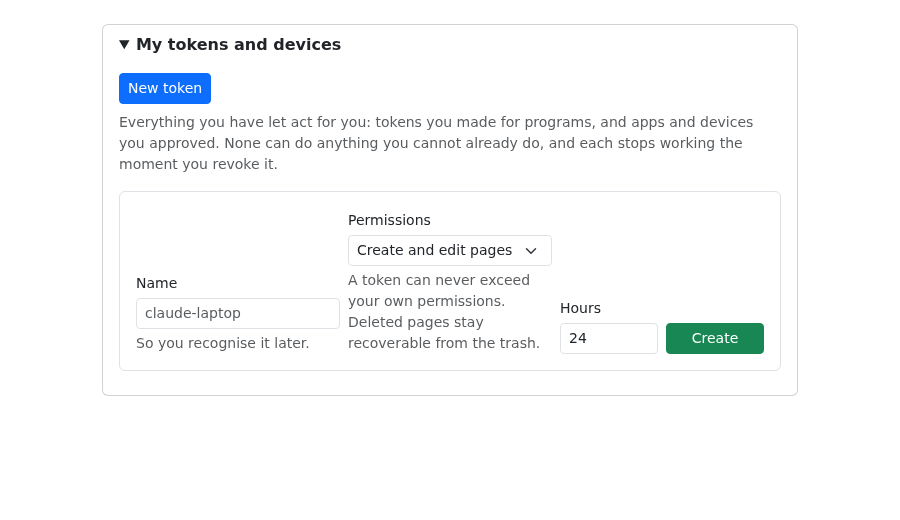 ▼ My tokens and devices
New token
Everything you have let act for you: tokens you made for programs, and apps and devices
you approved. None can do anything you cannot already do, and each stops working the
moment you revoke it.
Name
claude-laptop
So you recognise it later.
Permissions
Create and edit pages
A token can never exceed
your own permissions.
Deleted pages stay
recoverable from the trash.
Hours
24
Create